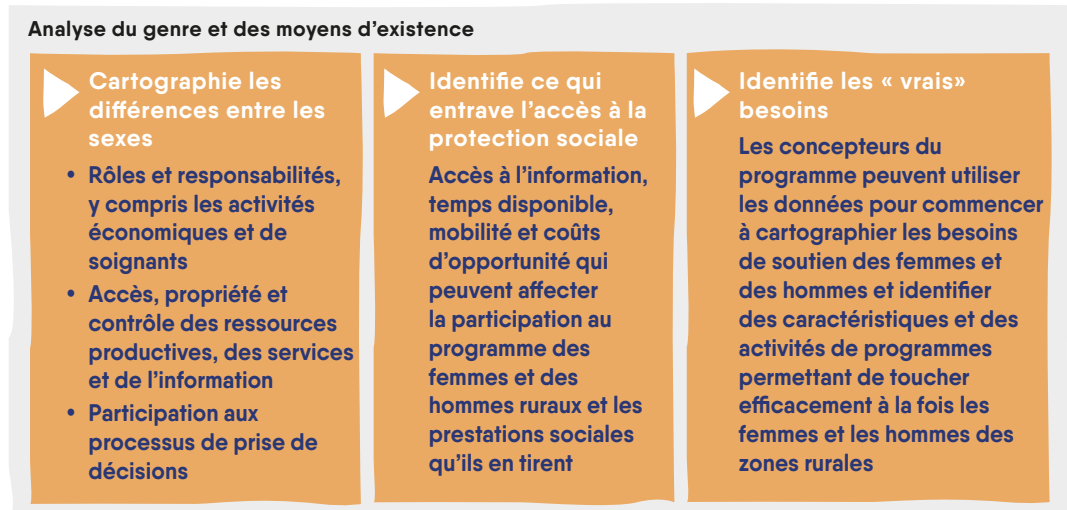 Analyse du genre et des moyens d’existence
Cartographie les
différences entre les
sexes
• Rôles et responsabilités,
y compris les activités
économiques et de
soignants
• Accès, propriété et
contrôle des ressources
productives, des services
et de l’information
• Participation aux
processus de prise de
décisions
Identifie ce qui
entrave l’accès à la
protection sociale
Accès à l’information,
temps disponible,
mobilité et coûts
d’opportunité qui
peuvent affecter
la participation au
programme des
femmes et des
hommes ruraux et les
prestations sociales
qu’ils en tirent
Identifie les « vrais»
besoins
Les concepteurs du
programme peuvent utiliser
les données pour commencer
à cartographier les besoins
de soutien des femmes et
des hommes et identifier
des caractéristiques et des
activités de programmes
permettant de toucher
efficacement à la fois les
femmes et les hommes des
zones rurales